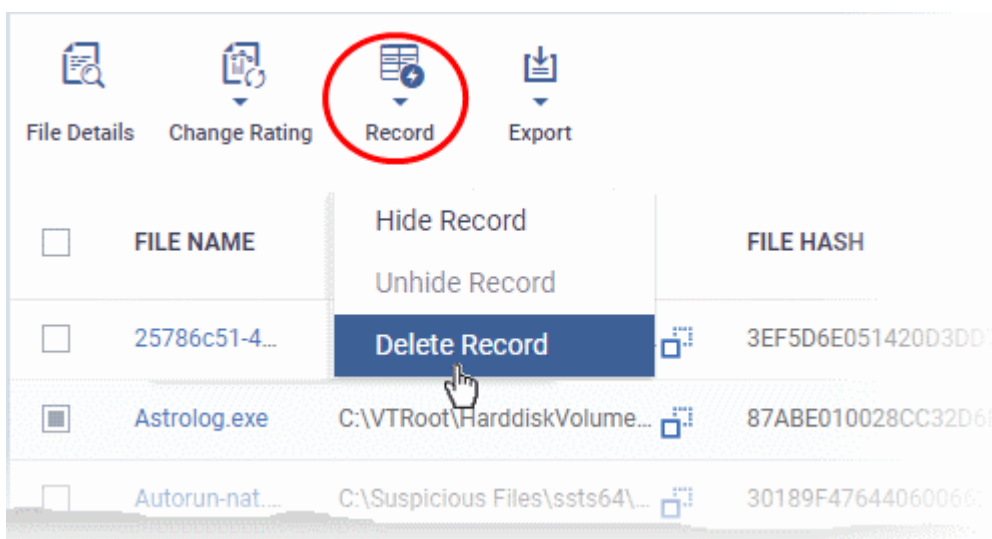 File Details Change Rating Record Export
Hide Record
FILE NAME FILE HASH
Unhide Record
25786c51-4... Delete Record 3EF5D6E051420D3DD
Astrolog.exe C:\VTRoot\HarddiskVolume... 87ABE010028CC32D6
Autorun-nat.... C:\Suspicious Files\ssts64\... 30189F4764406006